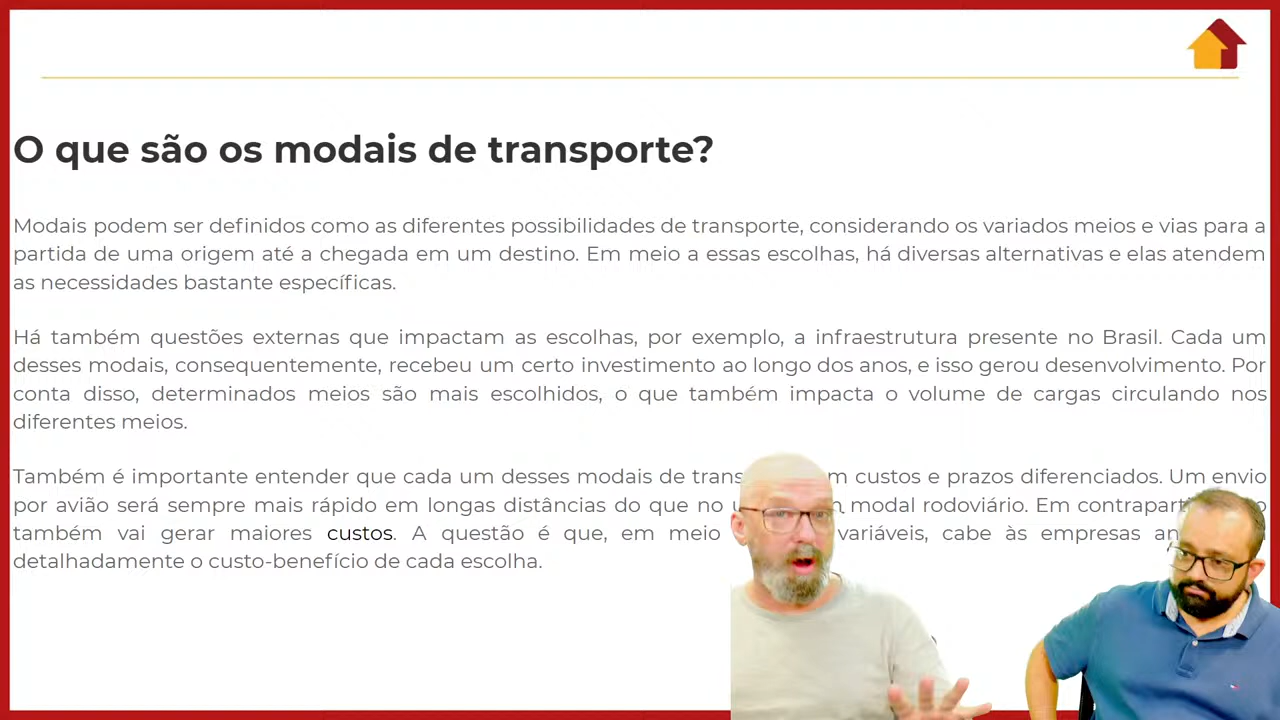 O que são os modais de transporte?
Modais podem ser definidos como as diferentes possibilidades de transporte, considerando os variados meios e vias para a
partida de uma origem até a chegada em um destino. Em meio a essas escolhas, há diversas alternativas e elas atendem
as necessidades bastante específicas.
Há também questões externas que impactam as escolhas, por exemplo, a infraestrutura presente no Brasil. Cada um
desses modais, consequentemente, recebeu um certo investimento ao longo dos anos, e isso gerou desenvolvimento. Por
conta disso, determinados meios são mais escolhidos, o que também impacta o volume de cargas circulando nos
diferentes meios.
Também é importante entender que cada um desses modais de custos e prazos diferenciados. Um envio
por avião será sempre mais rápido em longas distâncias do que no modal rodoviário. Em
também vai gerar maiores custos. A questão é que, em meio variáveis, cabe às empresas
detalhadamente o custo-benefício de cada escolha.